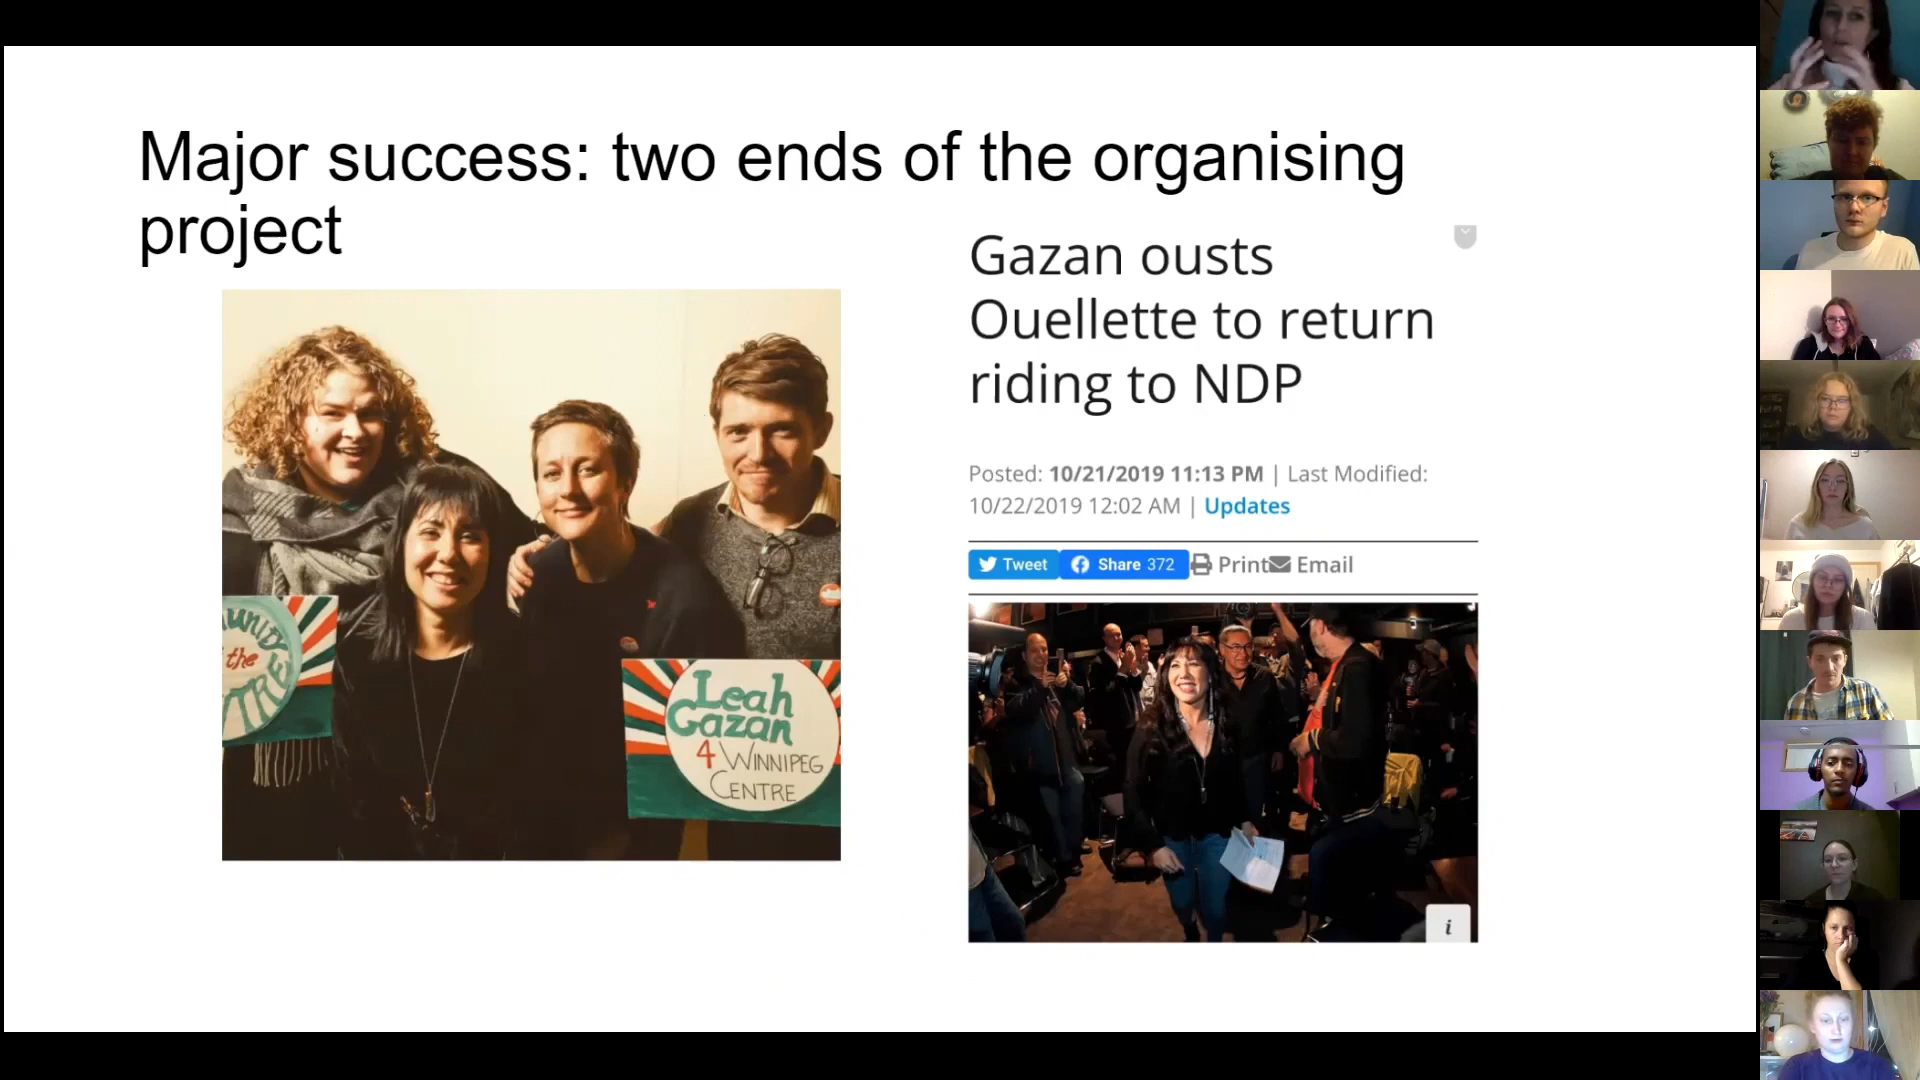 Major success: two ends of the organising
project
Gazan ousts
Ouellette to return
riding to NDP
Posted: 10/21/2019 11:13 PM | Last Modified:
10/22/2019 12:02 AM | Updates
Tweet Share 372 Print Email
the
Leah
Gazan
4 WINNIPEG
CENTRE
i